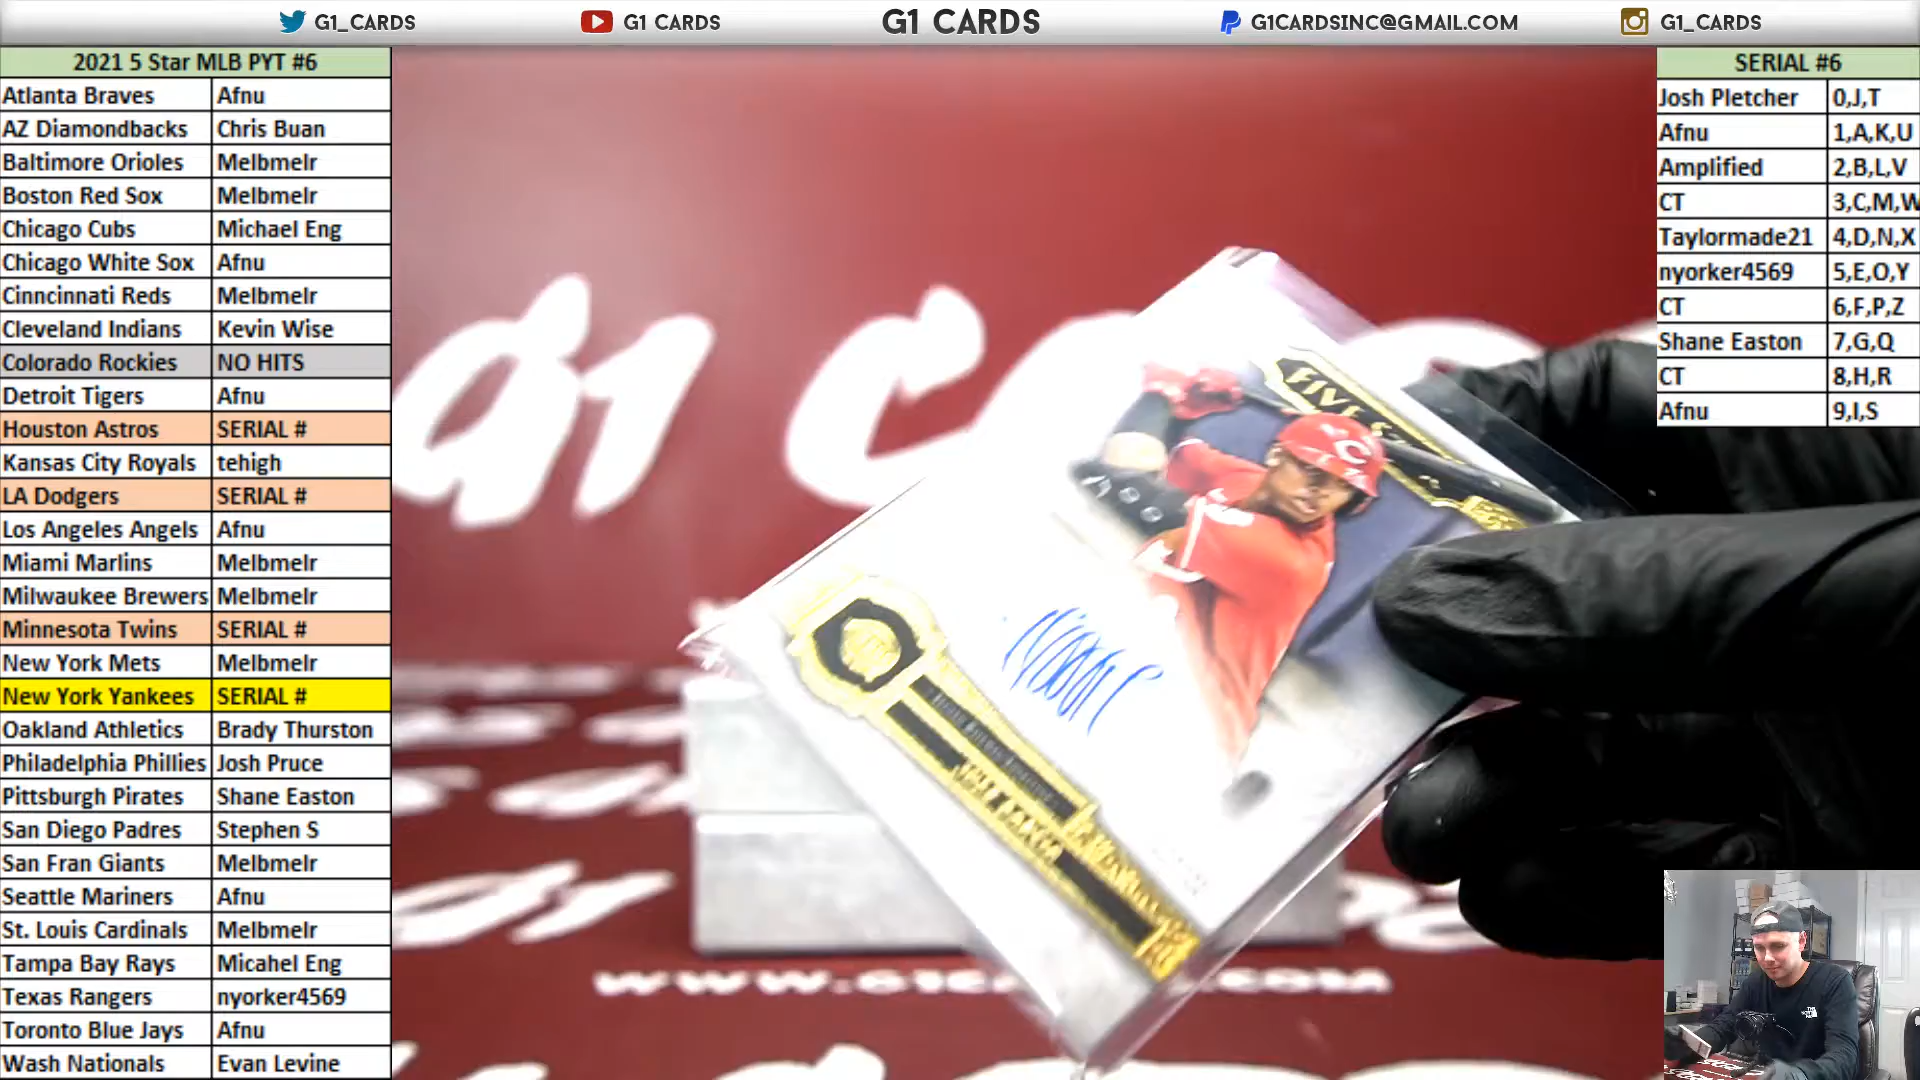 G1_CARDS
G1 CARDS
G1 CARDS
G1CARDSINC@GMAIL.COM
G1_CARDS
2021 5 Star MLB PYT #6
Atlanta Braves Afnu
AZ Diamondbacks Chris Buan
Baltimore Orioles Melbmelr
Boston Red Sox Melbmelr
Chicago Cubs Michael Eng
Chicago White Sox Afnu
Cinncinnati Reds Melbmelr
Cleveland Indians Kevin Wise
Colorado Rockies NO HITS
Detroit Tigers Afnu
Houston Astros SERIAL #
Kansas City Royals tehigh
LA Dodgers SERIAL #
Los Angeles Angels Afnu
Miami Marlins Melbmelr
Milwaukee Brewers Melbmelr
Minnesota Twins SERIAL #
New York Mets Melbmelr
New York Yankees SERIAL #
Oakland Athletics Brady Thurston
Philadelphia Phillies Josh Pruce
Pittsburgh Pirates Shane Easton
San Diego Padres Stephen S
San Fran Giants Melbmelr
Seattle Mariners Afnu
St. Louis Cardinals Melbmelr
Tampa Bay Rays Micahel Eng
Texas Rangers nyorker4569
Toronto Blue Jays Afnu
Wash Nationals Evan Levine
SERIAL #6
Josh Pletcher 0,J,T
Afnu 1,A,K,U
Amplified 2,B,L,V
CT 3,C,M,W
Taylormade21 4,D,N,X
nyorker4569 5,E,O,Y
CT 6,F,P,Z
Shane Easton 7,G,Q
CT 8,H,R
Afnu 9,I,S
G1
FIVE
C